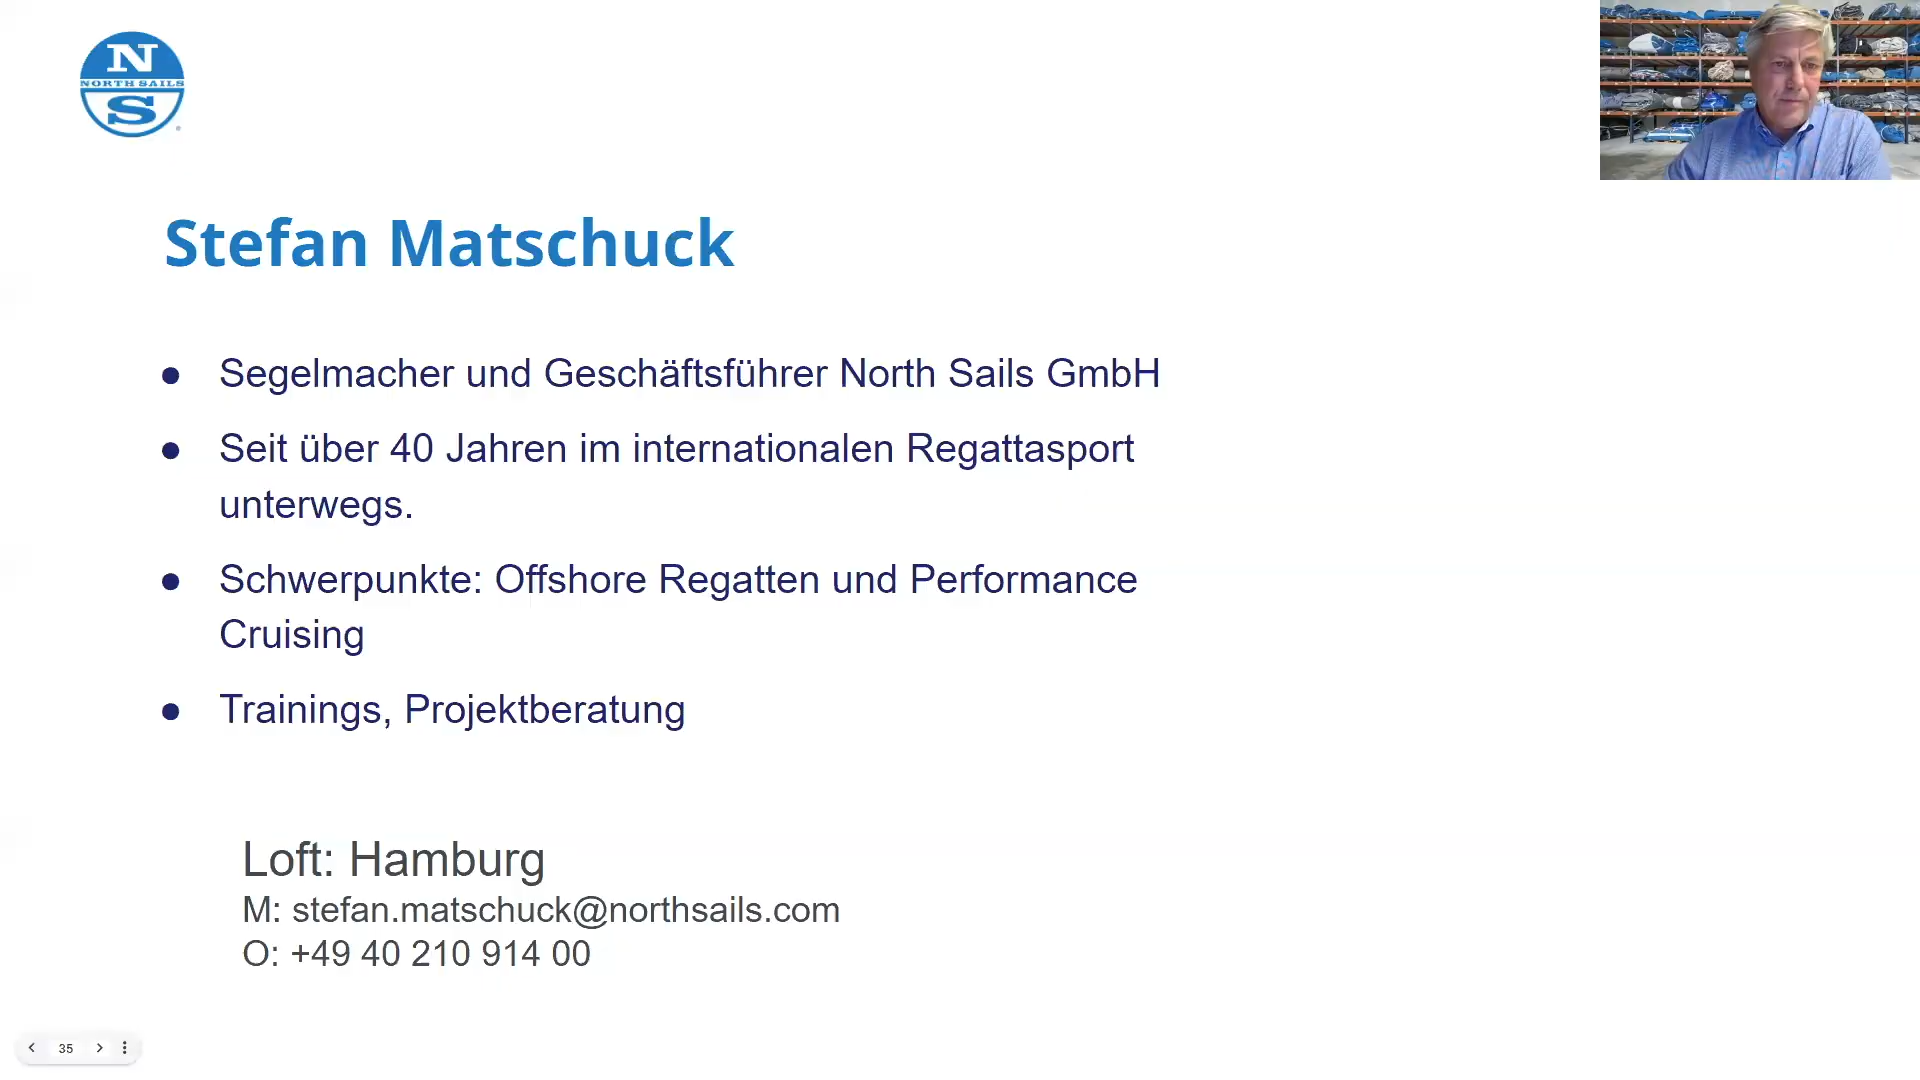 N
NORTH SAILS
S
Stefan Matschuck
● Segelmacher und Geschäftsführer North Sails GmbH
● Seit über 40 Jahren im internationalen Regattasport
unterwegs.
● Schwerpunkte: Offshore Regatten und Performance
Cruising
● Trainings, Projektberatung
Loft: Hamburg
M: stefan.matschuck@northsails.com
O: +49 40 210 914 00
35